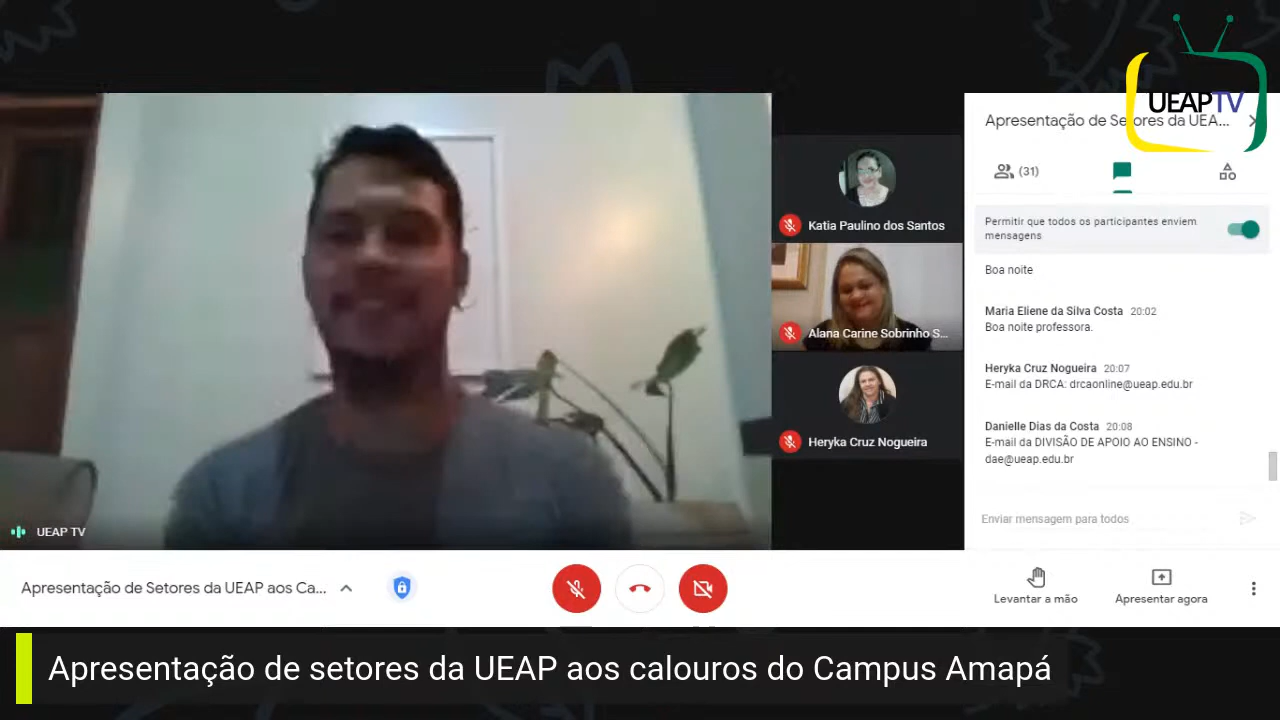 UEAPTV
Apresentação de Setores da UEA...
(31)
Permitir que todos os participantes enviem
mensagens
Boa noite
Maria Eliene da Silva Costa 20:02
Boa noite professora.
Heryka Cruz Nogueira 20:07
E-mail da DRCA: drcaonline@ueap.edu.br
Danielle Dias da Costa 20:08
E-mail da DIVISÃO DE APOIO AO ENSINO -
dae@ueap.edu.br
Enviar mensagem para todos
Katia Paulino dos Santos
Alana Carine Sobrinho S...
Heryka Cruz Nogueira
UEAP TV
Apresentação de Setores da UEAP aos Ca...
Levantar a mão
Apresentar agora
Apresentação de setores da UEAP aos calouros do Campus Amapá